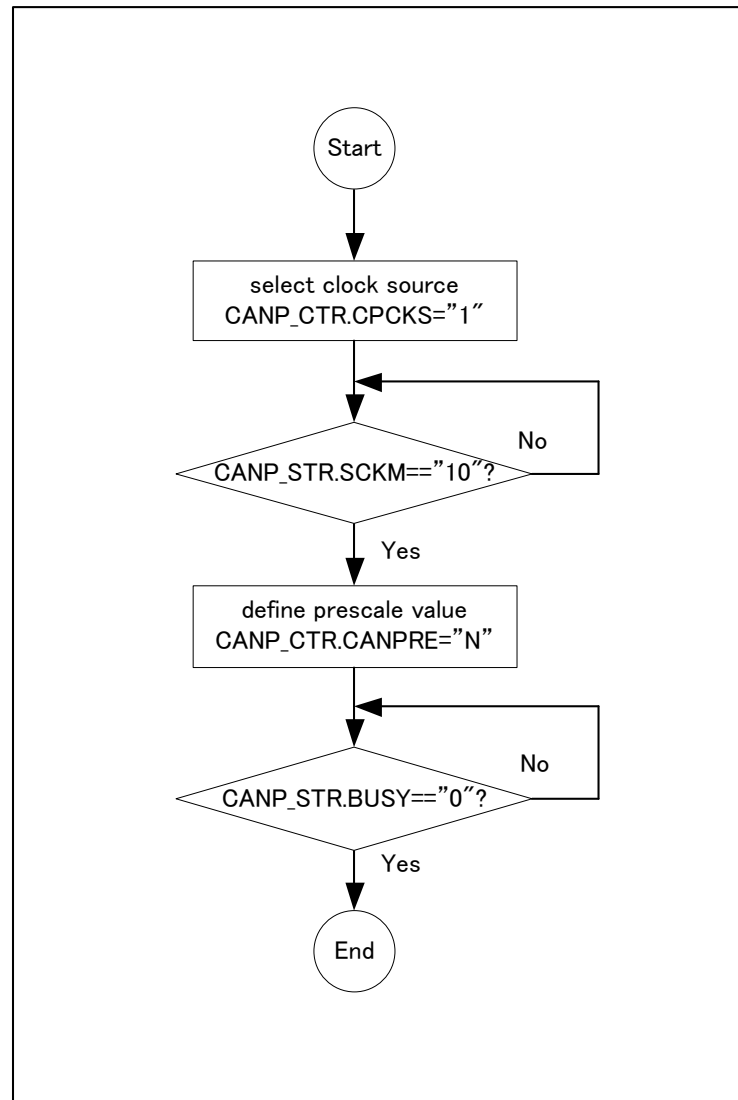 Start
select clock source
CANP_CTR.CPCKS="1"
No
CANP_STR.SCKM=="10"?
Yes
define prescale value
CANP_CTR.CANPRE="N"
No
CANP_STR.BUSY=="0"?
Yes
End